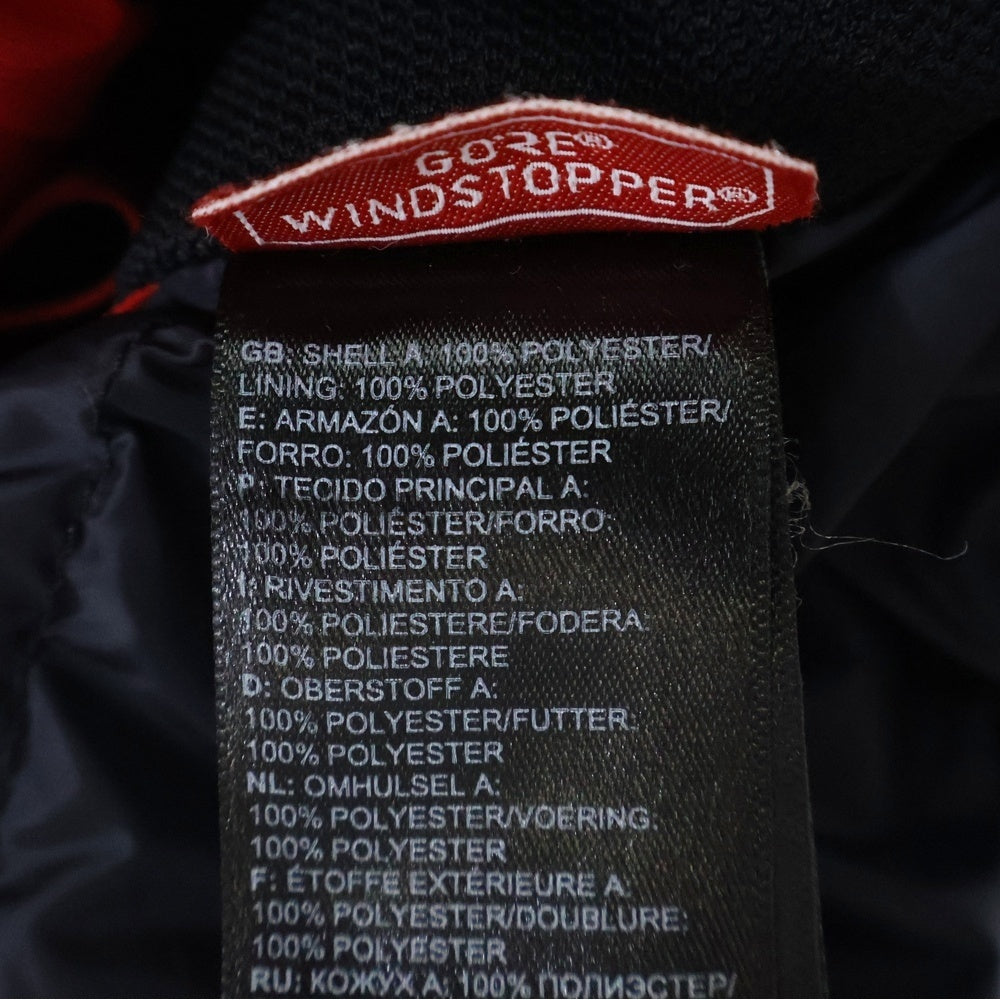 GORE®
WINDSTOPPER®
GB: SHELL A: 100% POLYESTER/
LINING: 100% POLYESTER
E: ARMAZÓN A: 100% POLIÉSTER/
FORRO: 100% POLIÉSTER
P: TECIDO PRINCIPAL A:
100% POLIÉSTER/FORRO:
100% POLIÉSTER
I: RIVESTIMENTO A:
100% POLIESTERE/FODERA:
100% POLIESTERE
D: OBERSTOFF A:
100% POLYESTER/FUTTER:
100% POLYESTER
NL: OMHULSEL A:
100% POLYESTER/VOERING:
100% POLYESTER
F: ÉTOFFE EXTÉRIEURE A:
100% POLYESTER/DOUBLURE:
100% POLYESTER
RU: КОЖУХ А: 100% ПОЛИЭСТЕР/